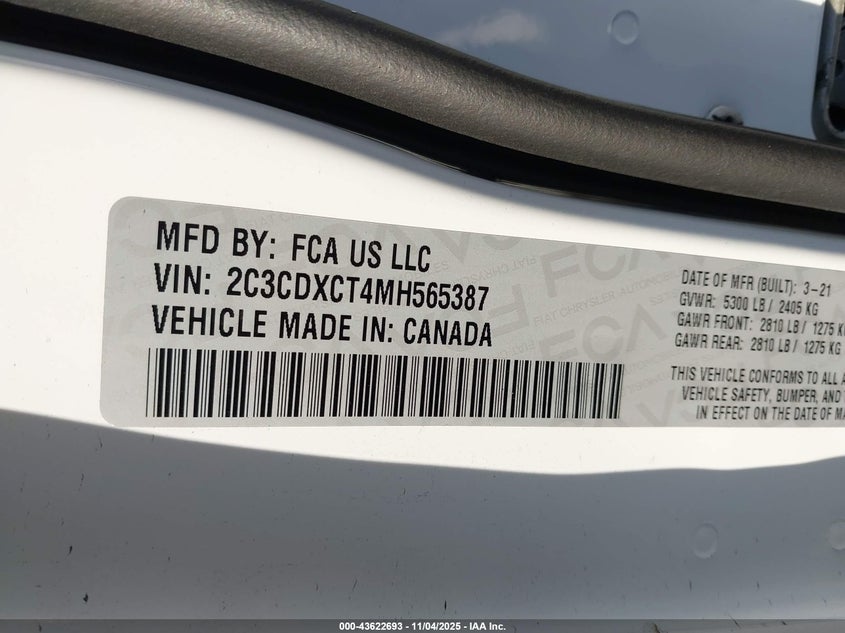 MFD BY: FCA US LLC
VIN: 2C3CDXCT4MH565387
VEHICLE MADE IN: CANADA
DATE OF MFR (BUILT): 3-21
GVWR: 5300 LB / 2405 KG
GAWR FRONT: 2810 LB / 1275 KG
GAWR REAR: 2810 LB / 1275 KG
THIS VEHICLE CONFORMS TO ALL A
VEHICLE SAFETY, BUMPER, AND
IN EFFECT ON THE DATE OF MA
000-43622693 - 11/04/2025 - IAA Inc.